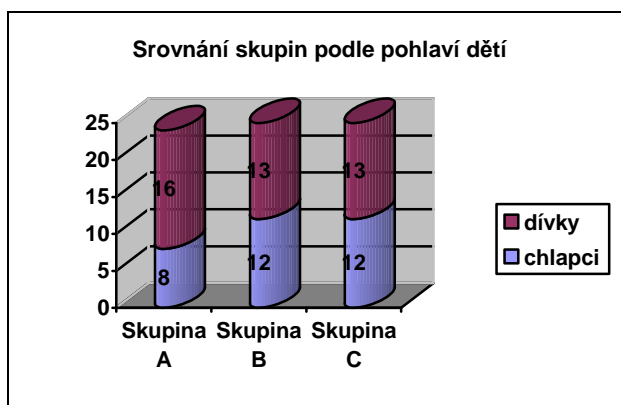 Srovnání skupin podle pohlaví dětí
25
20
15
10
5
0
16
13
13
8
12
12
Skupina A
Skupina B
Skupina C
dívky
chlapci